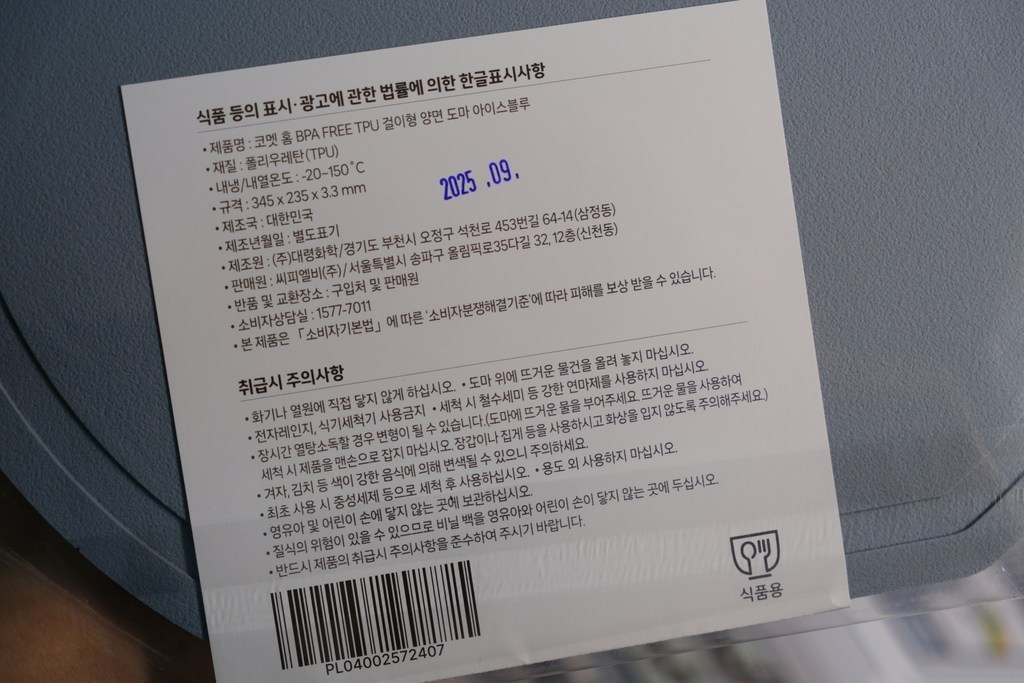 식품 등의 표시·광고에 관한 법률에 의한 한글표시사항
• 제품명 : 코멧 홈 BPA FREE TPU 걸이형 양면 도마 아이스블루
• 재질 : 폴리우레탄(TPU)
• 내냉/내열온도 : -20~150˚C
• 규격 : 345 x 235 x 3.3 mm
• 제조국 : 대한민국
• 제조년월일 : 별도표기
2025 .09.
• 제조원 : (주)대령화학/경기도 부천시 오정구 석천로 453번길 64-14(삼정동)
• 판매원 : 씨피엘비(주)/서울특별시 송파구 올림픽로35다길 32, 12층(신천동)
• 반품 및 교환장소 : 구입처 및 판매원
• 소비자상담실 : 1577-7011
• 본 제품은 「소비자기본법」에 따른 '소비자분쟁해결기준'에 따라 피해를 보상 받을 수 있습니다.
취급시 주의사항
• 화기나 열원에 직접 닿지 않게 하십시오. • 도마 위에 뜨거운 물건을 올려 놓지 마십시오.
• 전자레인지, 식기세척기 사용금지 • 세척 시 철수세미 등 강한 연마제를 사용하지 마십시오.
• 장시간 열탕소독할 경우 변형이 될 수 있습니다.(도마에 뜨거운 물을 부어주세요. 뜨거운 물을 사용하여
세척 시 제품을 맨손으로 잡지 마십시오. 장갑이나 집게 등을 사용하시고 화상을 입지 않도록 주의해주세요.)
• 겨자, 김치 등 색이 강한 음식에 의해 변색될 수 있으니 주의하세요.
• 최초 사용 시 중성세제 등으로 세척 후 사용하십시오. • 용도 외 사용하지 마십시오.
• 영유아 및 어린이 손에 닿지 않는 곳에 보관하십시오.
• 질식의 위험이 있을 수 있으므로 비닐 백을 영유아와 어린이 손이 닿지 않는 곳에 두십시오.
• 반드시 제품의 취급시 주의사항을 준수하여 주시기 바랍니다.
PL04002572407
식품용